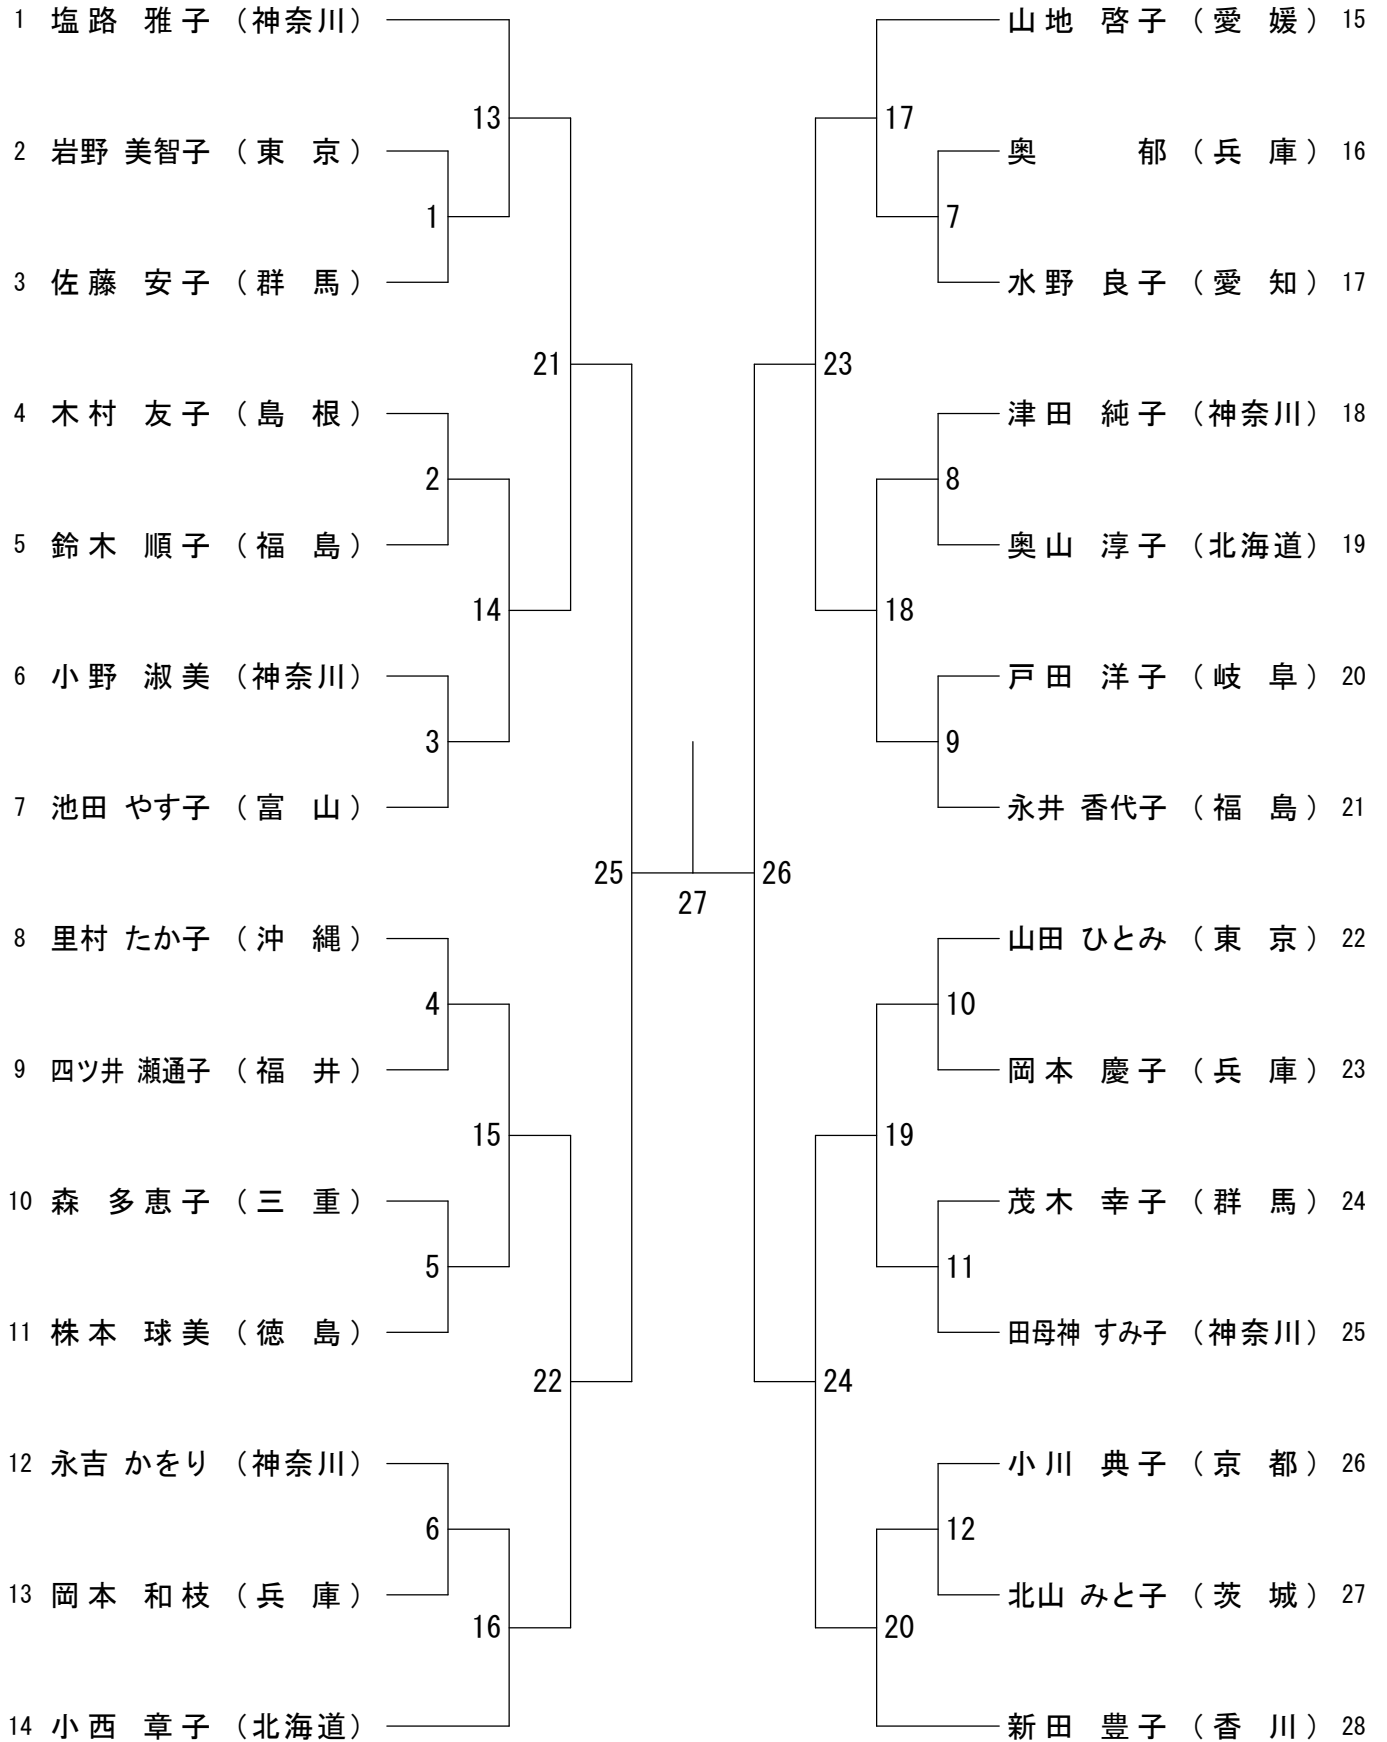 1 塩路 雅子 (神奈川)
2 岩野 美智子 (東 京)
3 佐藤 安子 (群 馬)
4 木村 友子 (島 根)
5 鈴木 順子 (福 島)
6 小野 淑美 (神奈川)
7 池田 やす子 (富 山)
8 里村 たか子 (沖 縄)
9 四ツ井 瀬通子 (福 井)
10 森 多恵子 (三 重)
11 株本 球美 (徳 島)
12 永吉 かをり (神奈川)
13 岡本 和枝 (兵 庫)
14 小西 章子 (北海道)
13
1
21
2
14
3
25
4
15
5
22
6
16
27
17
7
23
8
18
9
26
10
19
11
24
12
20
山地 啓子 (愛 媛) 15
奥 郁 (兵 庫) 16
水野 良子 (愛 知) 17
津田 純子 (神奈川) 18
奥山 淳子 (北海道) 19
戸田 洋子 (岐 阜) 20
永井 香代子 (福 島) 21
山田 ひとみ (東 京) 22
岡本 慶子 (兵 庫) 23
茂木 幸子 (群 馬) 24
田母神 すみ子 (神奈川) 25
小川 典子 (京 都) 26
北山 みと子 (茨 城) 27
新田 豊子 (香 川) 28